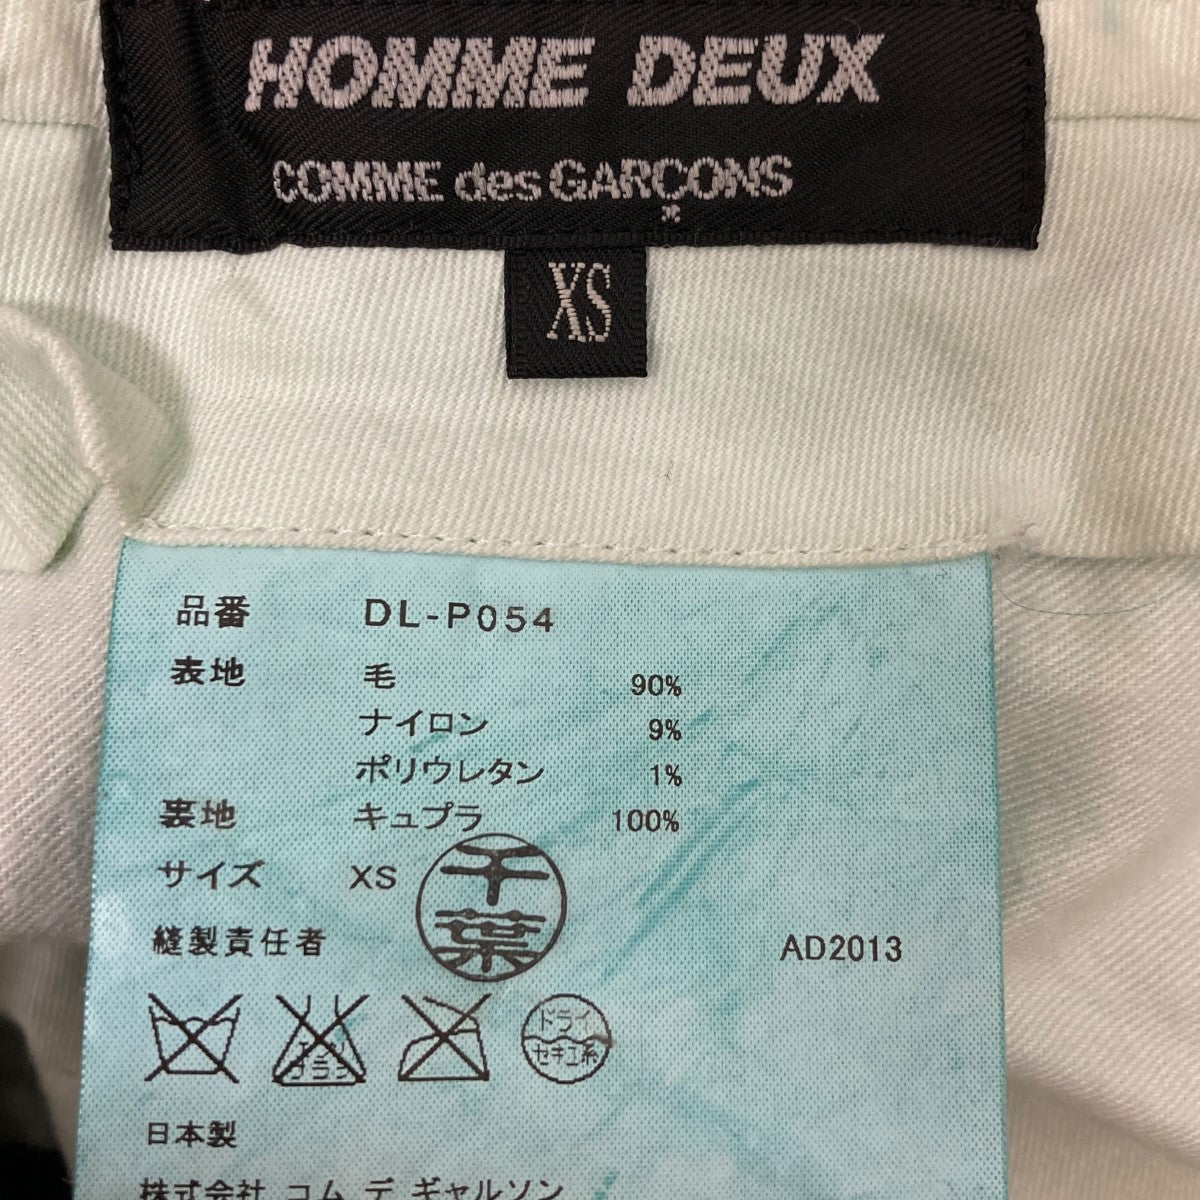 HOMME DEUX
COMME des GARÇONS
XS
品番 DL-P054
表地 毛 90%
ナイロン 9%
ポリウレタン 1%
裏地 キュプラ 100%
サイズ XS
千葉
縫製責任者 AD2013
エンソ
ドライ
セキユ系
日本製
株式会社 コム デ ギャルソン